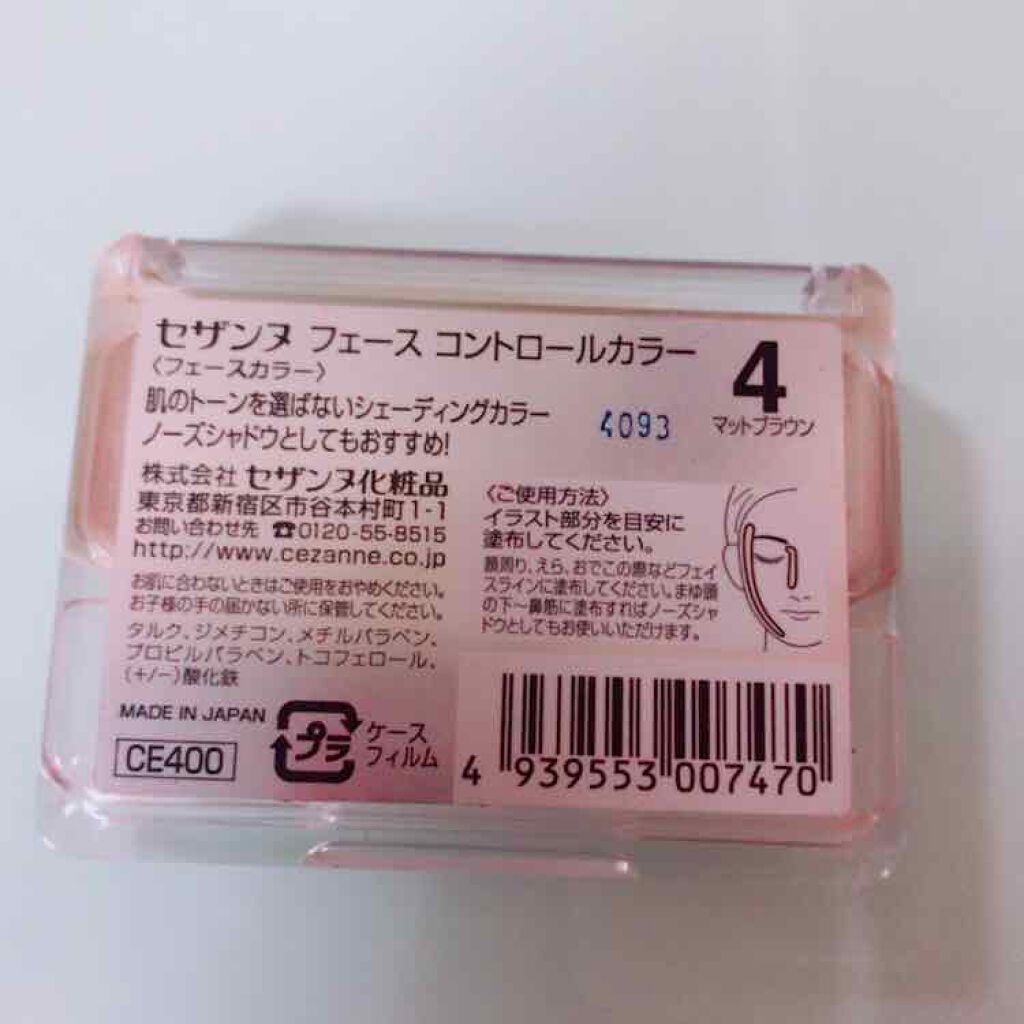 セザンヌ フェース コントロールカラー
〈フェースカラー〉
肌のトーンを選ばないシェーディングカラー
ノーズシャドウとしてもおすすめ!
4093
4
マットブラウン
株式会社 セザンヌ化粧品
東京都新宿区市谷本村町1-1
お問い合わせ先 ☎0120-55-8515
http://www.cezanne.co.jp
お肌に合わないときはご使用をおやめください。
お子様の手の届かない所に保管してください。
タルク、ジメチコン、メチルパラベン、
プロピルパラベン、トコフェロール、
(+/-)酸化鉄
MADE IN JAPAN
CE400
プラ
ケース
フィルム
〈ご使用方法〉
イラスト部分を目安に
塗布してください。
顔周り、えら、おでこの際などフェイ
スラインに塗布してください。まゆ頭
の下〜鼻筋に塗布すればノーズシャ
ドウとしてもお使いいただけます。
4 939553 007470